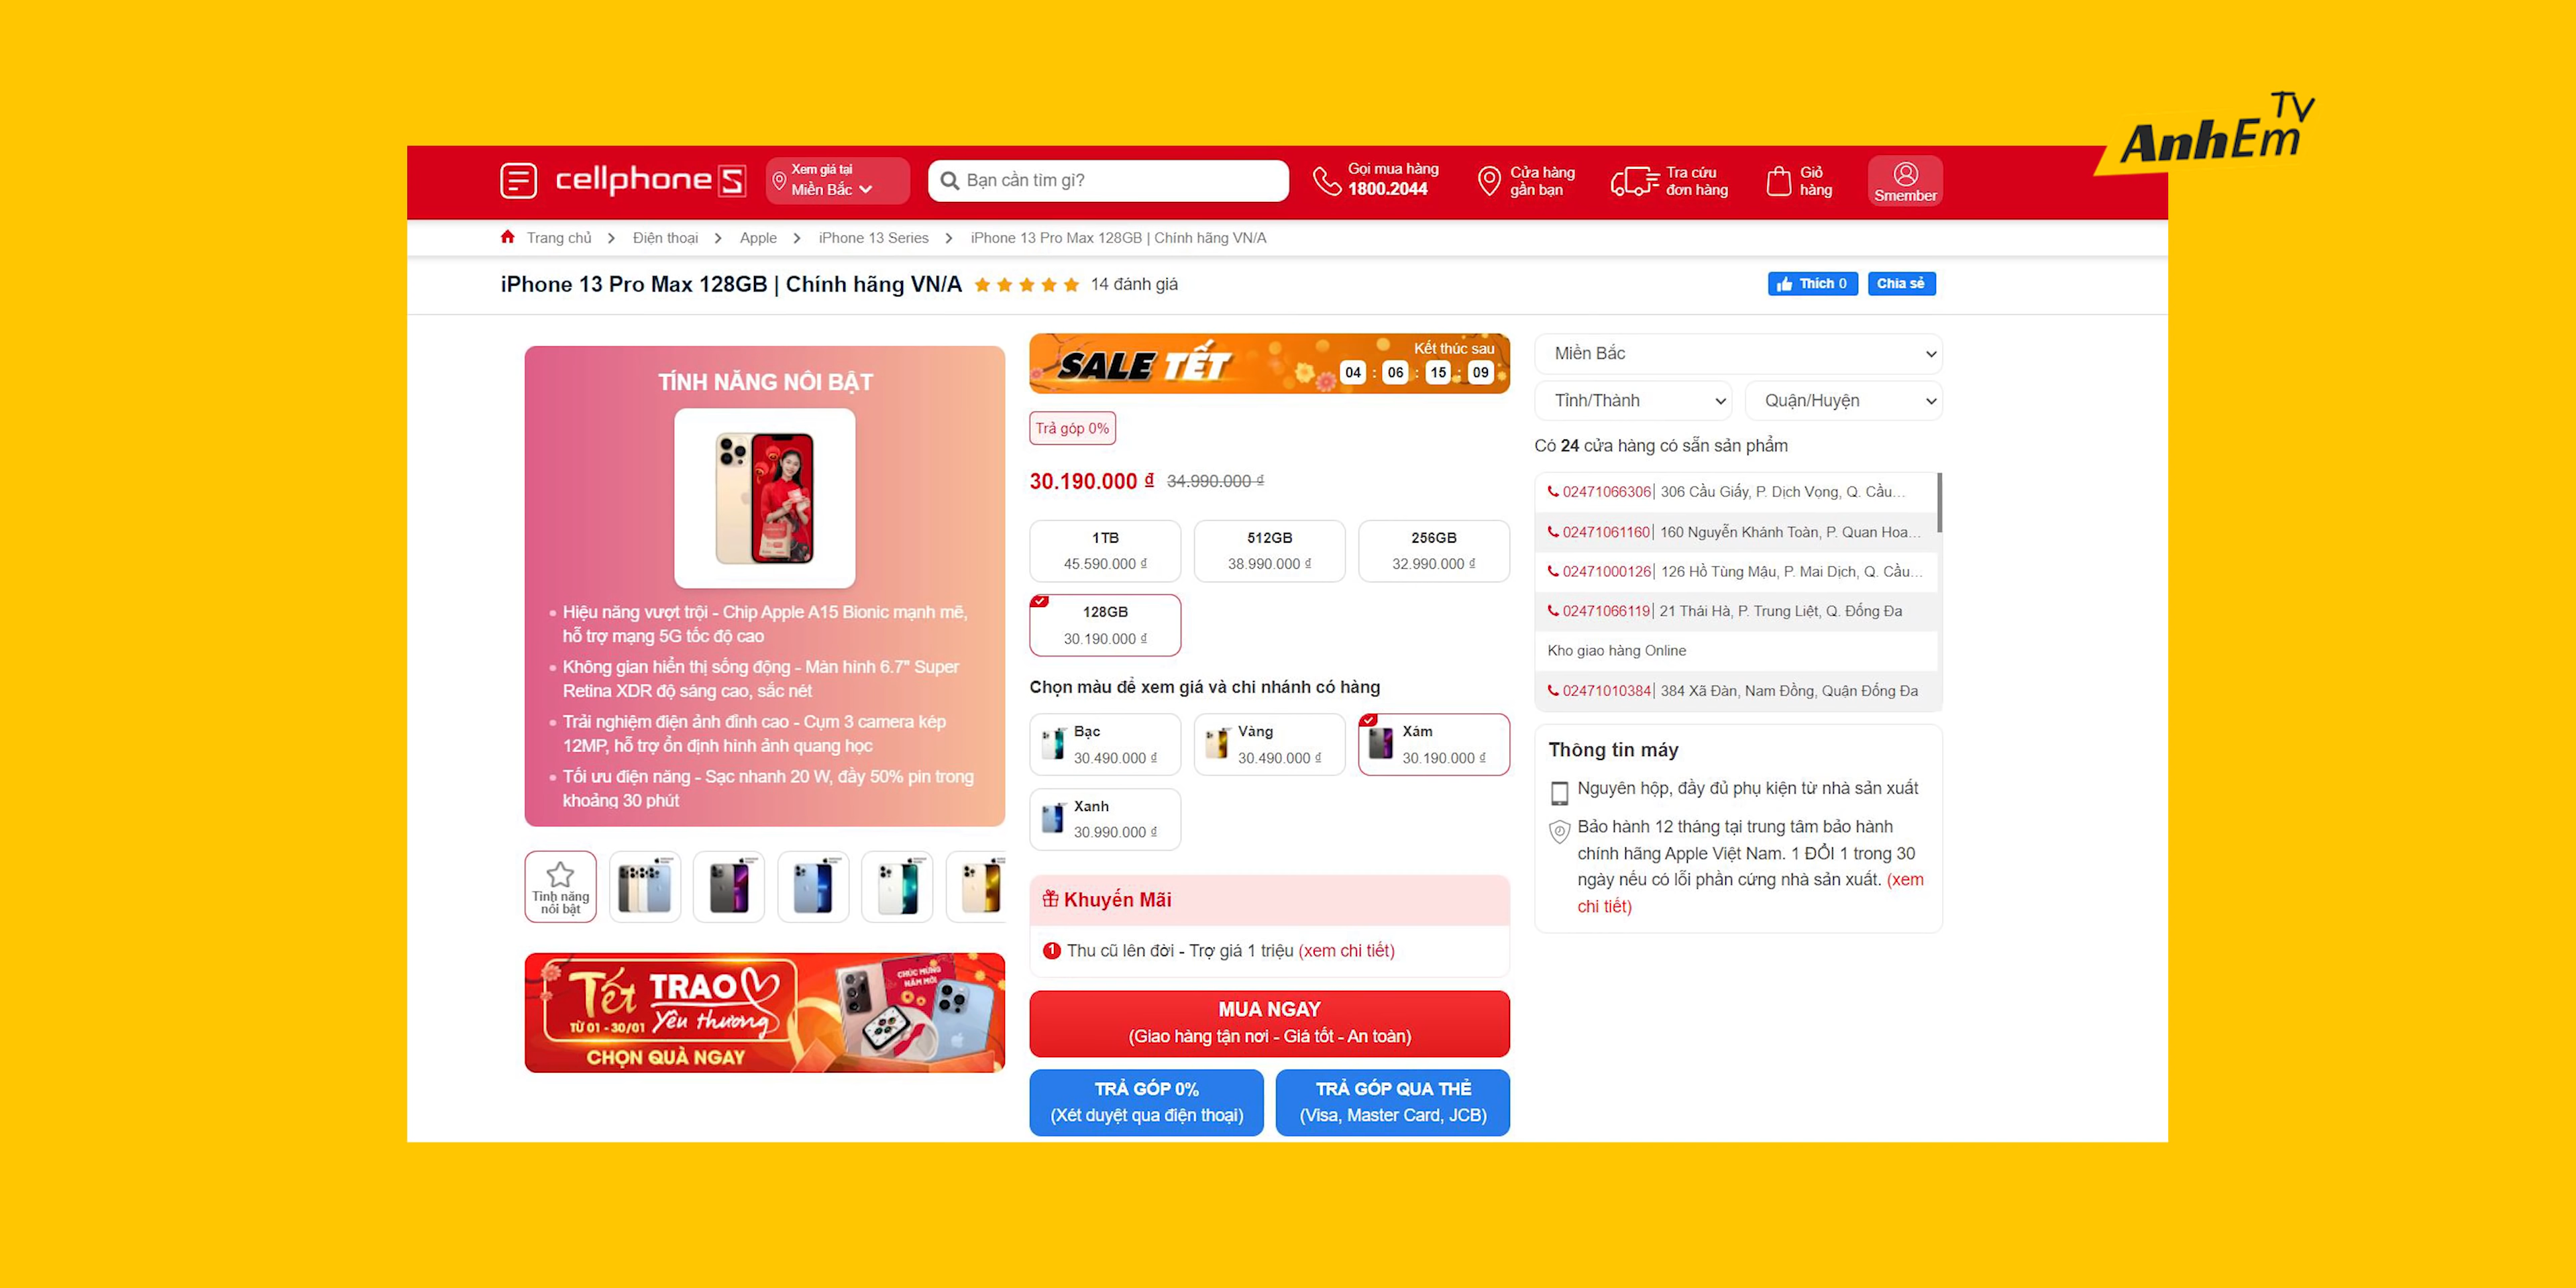 AnhEm TV
cellphoneS
Xem giá tại
Miền Bắc
Bạn cần tìm gì?
Gọi mua hàng
1800.2044
Cửa hàng
gần bạn
Tra cứu
đơn hàng
Giỏ
hàng
Smember
Trang chủ > Điện thoại > Apple > iPhone 13 Series > iPhone 13 Pro Max 128GB | Chính hãng VN/A
iPhone 13 Pro Max 128GB | Chính hãng VN/A
14 đánh giá
Thích 0
Chia sẻ
TÍNH NĂNG NỔI BẬT
Hiệu năng vượt trội - Chip Apple A15 Bionic mạnh mẽ,
hỗ trợ mạng 5G tốc độ cao
Không gian hiển thị sống động - Màn hình 6.7" Super
Retina XDR độ sáng cao, sắc nét
Trải nghiệm điện ảnh đỉnh cao - Cụm 3 camera kép
12MP, hỗ trợ ổn định hình ảnh quang học
Tối ưu điện năng - Sạc nhanh 20 W, đầy 50% pin trong
khoảng 30 phút
Tính năng
nổi bật
Tết TRAO
Yêu thương
TỪ 01 - 30/01
CHỌN QUÀ NGAY
CHÚC MỪNG
NĂM MỚI
SALE TẾT
Kết thúc sau
04 : 06 : 15 : 09
Trả góp 0%
30.190.000 ₫ 34.990.000 ₫
1TB
45.590.000 ₫
512GB
38.990.000 ₫
256GB
32.990.000 ₫
128GB
30.190.000 ₫
Chọn màu để xem giá và chi nhánh có hàng
Bạc
30.490.000 ₫
Vàng
30.490.000 ₫
Xám
30.190.000 ₫
Xanh
30.990.000 ₫
Khuyến Mãi
1 Thu cũ lên đời - Trợ giá 1 triệu (xem chi tiết)
MUA NGAY
(Giao hàng tận nơi - Giá tốt - An toàn)
TRẢ GÓP 0%
(Xét duyệt qua điện thoại)
TRẢ GÓP QUA THẺ
(Visa, Master Card, JCB)
Miền Bắc
Tỉnh/Thành
Quận/Huyện
Có 24 cửa hàng có sẵn sản phẩm
02471066306| 306 Cầu Giấy, P. Dịch Vọng, Q. Cầu...
02471061160| 160 Nguyễn Khánh Toàn, P. Quan Hoa...
02471000126| 126 Hồ Tùng Mậu, P. Mai Dịch, Q. Cầu...
02471066119| 21 Thái Hà, P. Trung Liệt, Q. Đống Đa
Kho giao hàng Online
02471010384| 384 Xã Đàn, Nam Đồng, Quận Đống Đa
Thông tin máy
Nguyên hộp, đầy đủ phụ kiện từ nhà sản xuất
Bảo hành 12 tháng tại trung tâm bảo hành
chính hãng Apple Việt Nam. 1 ĐỔI 1 trong 30
ngày nếu có lỗi phần cứng nhà sản xuất. (xem
chi tiết)